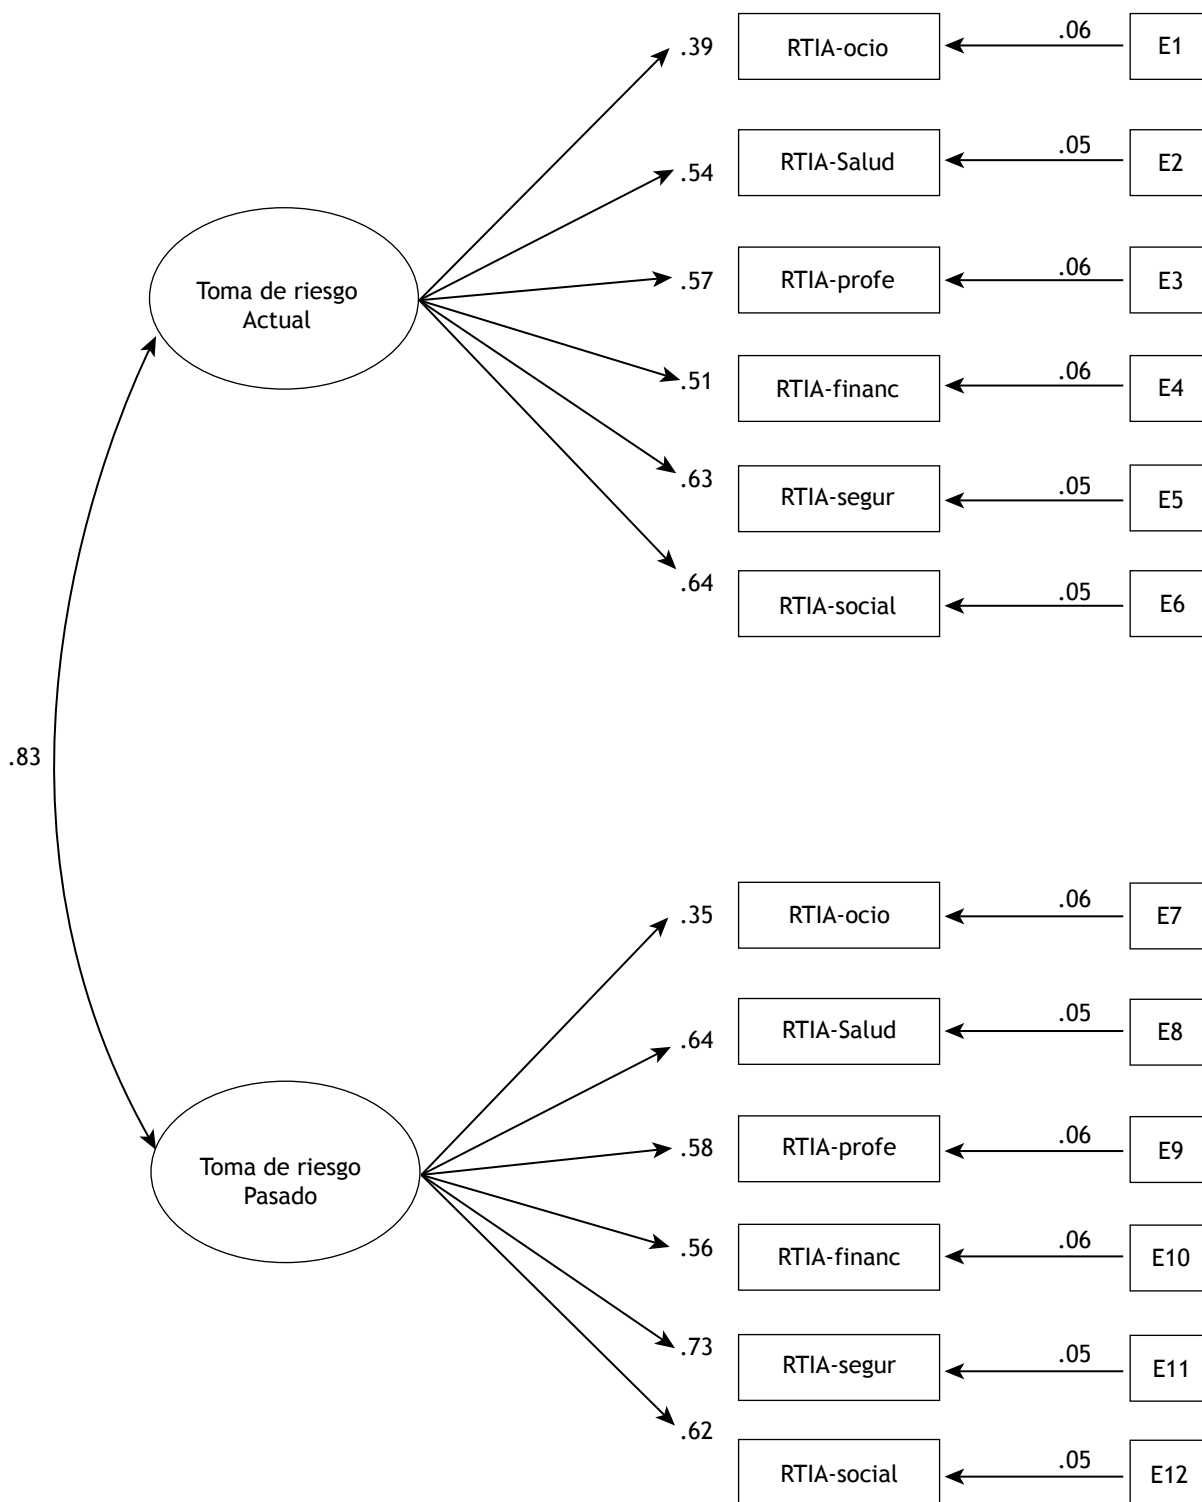 .39
RTIA-ocio
.06
E1
.54
RTIA-Salud
.05
E2
.57
RTIA-profe
.06
E3
Toma de riesgo
Actual
.51
RTIA-financ
.06
E4
.63
RTIA-segur
.05
E5
.64
RTIA-social
.05
E6
.83
.35
RTIA-ocio
.06
E7
.64
RTIA-Salud
.05
E8
.58
RTIA-profe
.06
E9
Toma de riesgo
Pasado
.56
RTIA-financ
.06
E10
.73
RTIA-segur
.05
E11
.62
RTIA-social
.05
E12